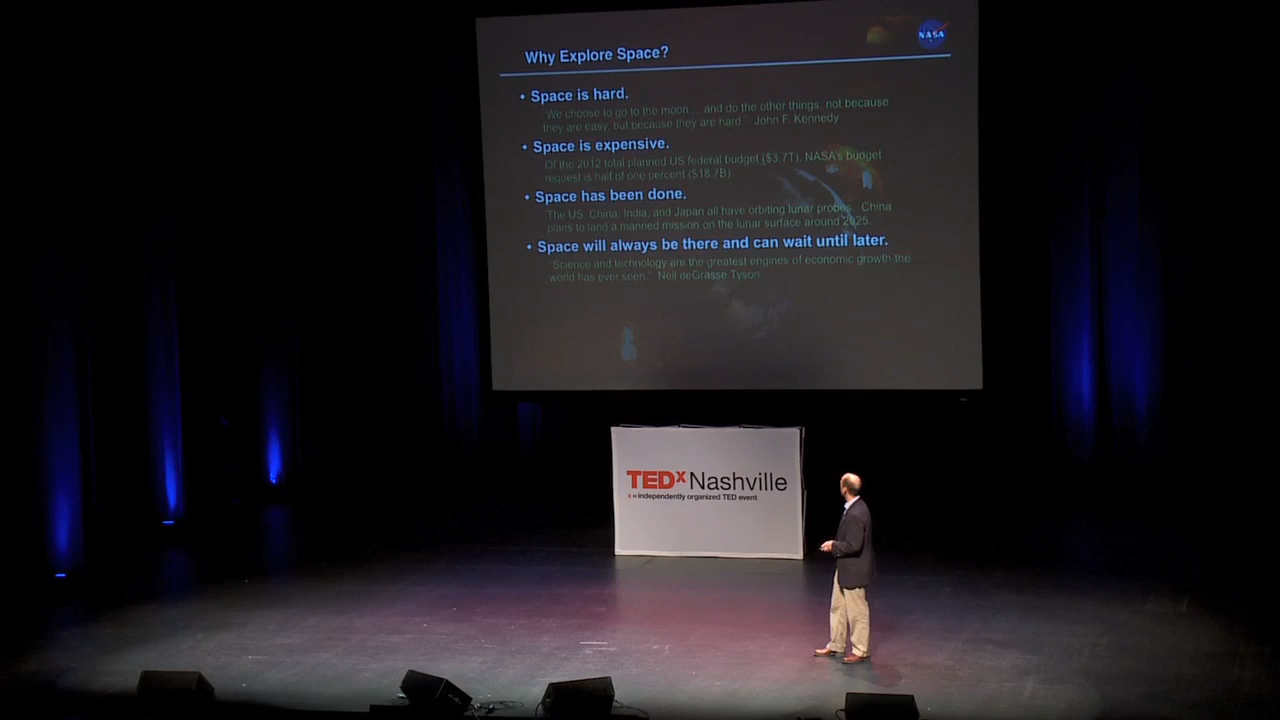 NASA
Why Explore Space?
• Space is hard.
"We choose to go to the moon ... and do the other things, not because
they are easy, but because they are hard." John F. Kennedy
• Space is expensive.
Of the 2012 total planned US federal budget ($3.7T), NASA's budget
request is half of one percent ($18.7B)
• Space has been done.
The US, China, India, and Japan all have orbiting lunar probes. China
plans to land a manned mission on the lunar surface around 2025.
• Space will always be there and can wait until later.
"Science and technology are the greatest engines of economic growth the
world has ever seen." Neil deGrasse Tyson
TEDx Nashville
x = independently organized TED event